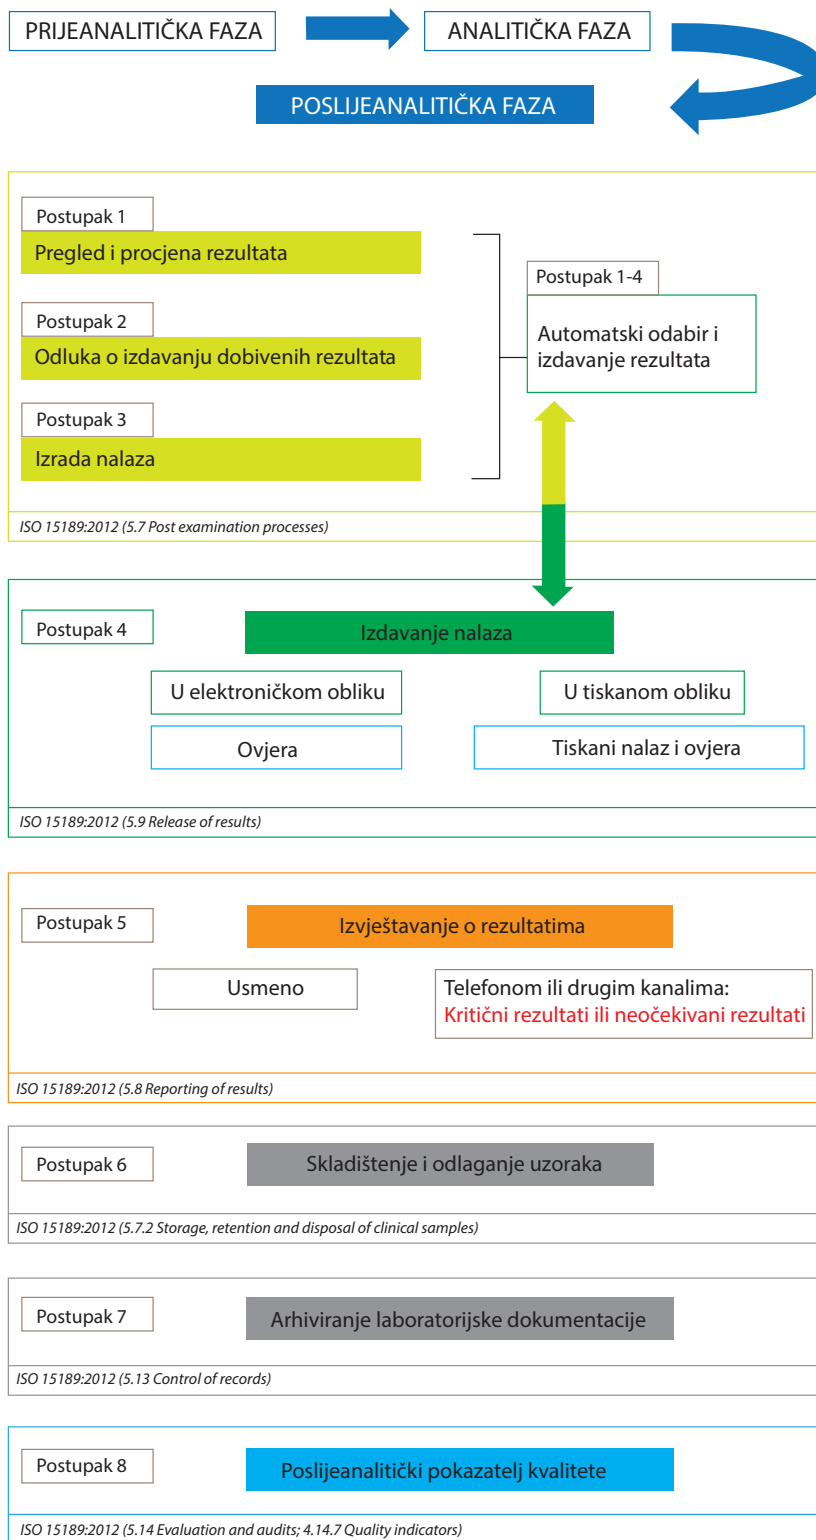 PRIJEANALITIČKA FAZA
ANALITIČKA FAZA
POSLIJEANALITIČKA FAZA
Postupak 1
Pregled i procjena rezultata
Postupak 2
Odluka o izdavanju dobivenih rezultata
Postupak 3
Izrada nalaza
Postupak 1-4
Automatski odabir i
izdavanje rezultata
ISO 15189:2012 (5.7 Post examination processes)
Postupak 4
Izdavanje nalaza
U elektroničkom obliku
U tiskanom obliku
Ovjera
Tiskani nalaz i ovjera
ISO 15189:2012 (5.9 Release of results)
Postupak 5
Izvještavanje o rezultatima
Usmeno
Telefonom ili drugim kanalima:
Kritični rezultati ili neočekivani rezultati
ISO 15189:2012 (5.8 Reporting of results)
Postupak 6
Skladištenje i odlaganje uzoraka
ISO 15189:2012 (5.7.2 Storage, retention and disposal of clinical samples)
Postupak 7
Arhiviranje laboratorijske dokumentacije
ISO 15189:2012 (5.13 Control of records)
Postupak 8
Poslijeanalitički pokazatelj kvalitete
ISO 15189:2012 (5.14 Evaluation and audits; 4.14.7 Quality indicators)